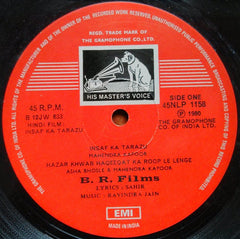 REGD. TRADE MARK OF
THE GRAMOPHONE CO. LTD.
HIS MASTER'S VOICE
45 R.P.M.
SIDE ONE
45NLP 1158
HINDI FILM:
INSAF KA TARAZU
℗ 1980
THE GRAMOPHONE
CO. OF INDIA LTD.
INSAF KA TARAZU
MAHENDRA KAPOOR
HAZAR KHWAB HAQEEQAT KA ROOP LE LENGE
ASHA BHOSLE & MAHENDRA KAPOOR
B. R. Films
LYRICS : SAHIR
MUSIC : RAVINDRA JAIN
EMI
MADE IN INDIA